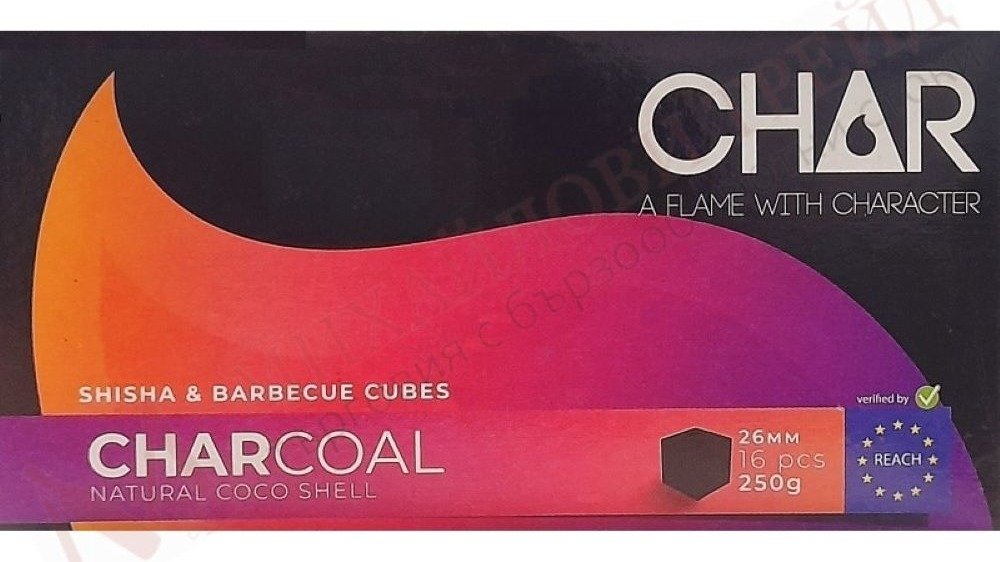 CHAR
A FLAME WITH CHARACTER
SHISHA & BARBECUE CUBES
verified by
CHARCOAL
NATURAL COCO SHELL
26MM
16 pcs
250g
REACH